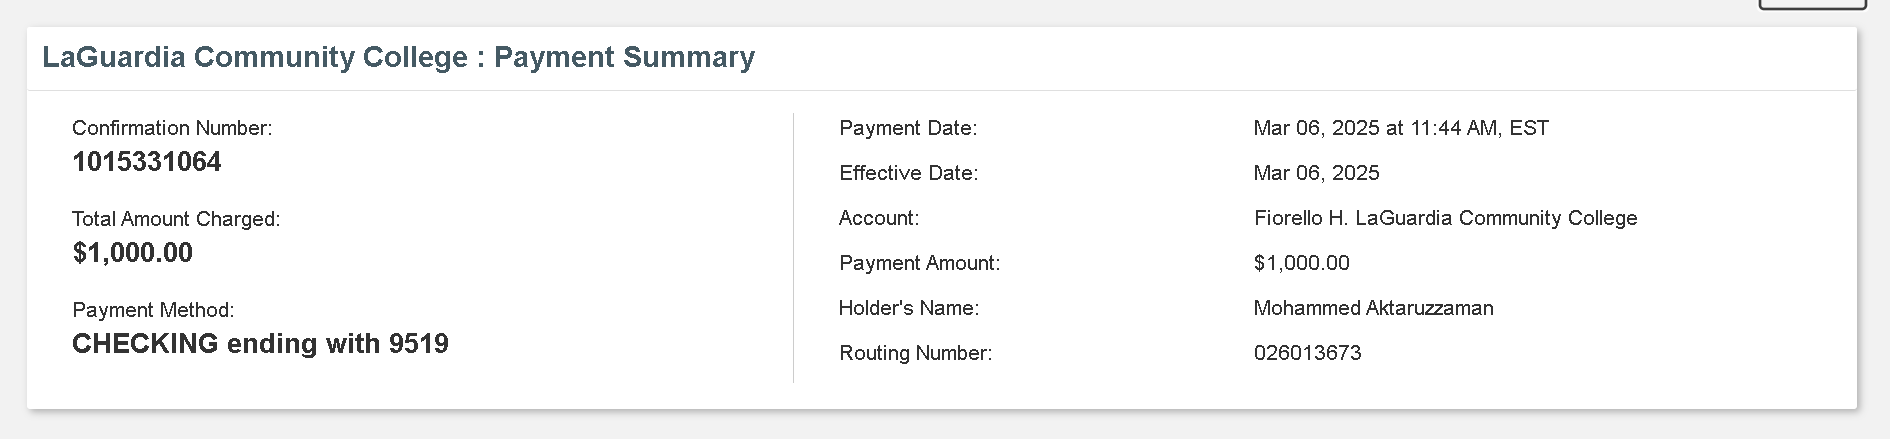 LaGuardia Community College : Payment Summary
Confirmation Number:
1015331064
Total Amount Charged:
$1,000.00
Payment Method:
CHECKING ending with 9519
Payment Date: Mar 06, 2025 at 11:44 AM, EST
Effective Date: Mar 06, 2025
Account: Fiorello H. LaGuardia Community College
Payment Amount: $1,000.00
Holder's Name: Mohammed Aktaruzzaman
Routing Number: 026013673